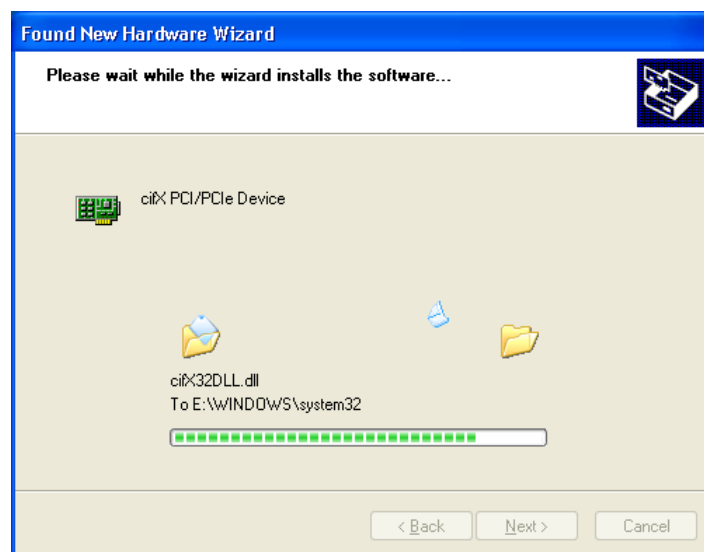 Found New Hardware Wizard
Please wait while the wizard installs the software...
cifX PCI/PCIe Device
cifX32DLL.dll
To E:\WINDOWS\system32
< Back
Next >
Cancel